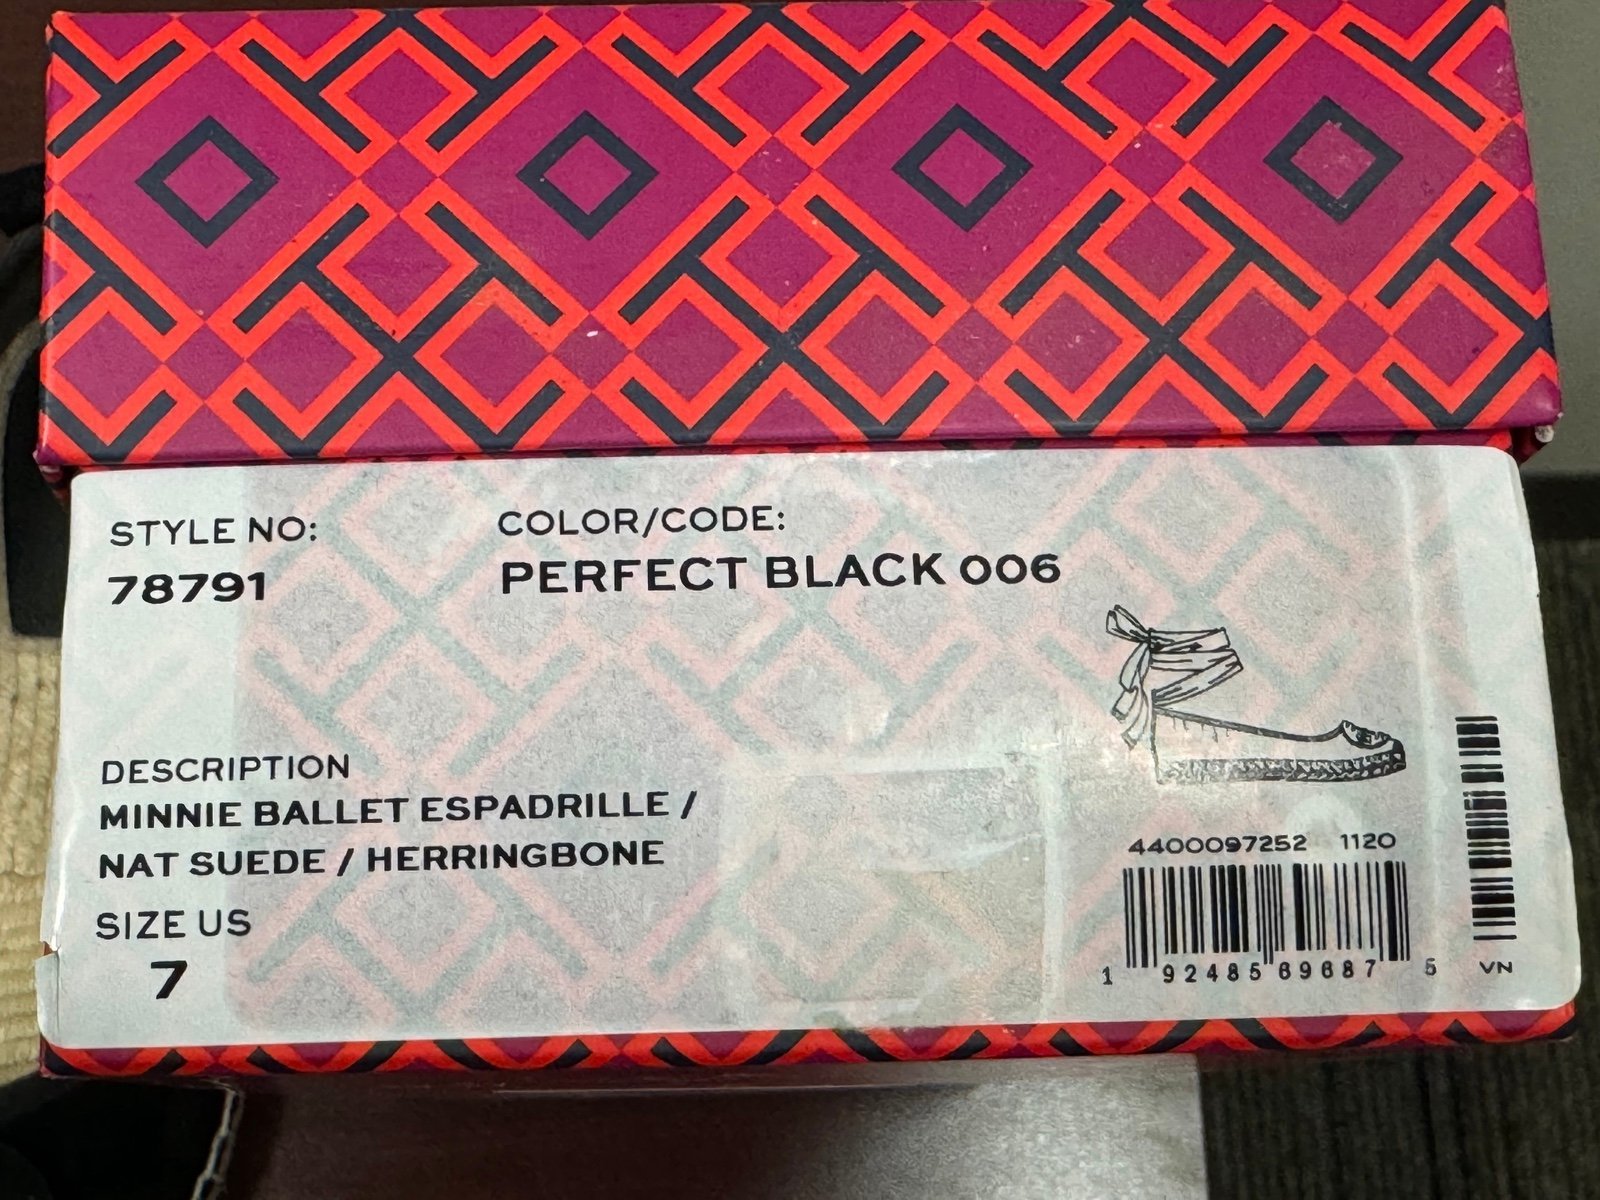 STYLE NO:
78791
COLOR/CODE:
PERFECT BLACK 006
DESCRIPTION
MINNIE BALLET ESPADRILLE /
NAT SUEDE / HERRINGBONE
SIZE US
7
4400097252 1120
1 92485 69687 5
VN